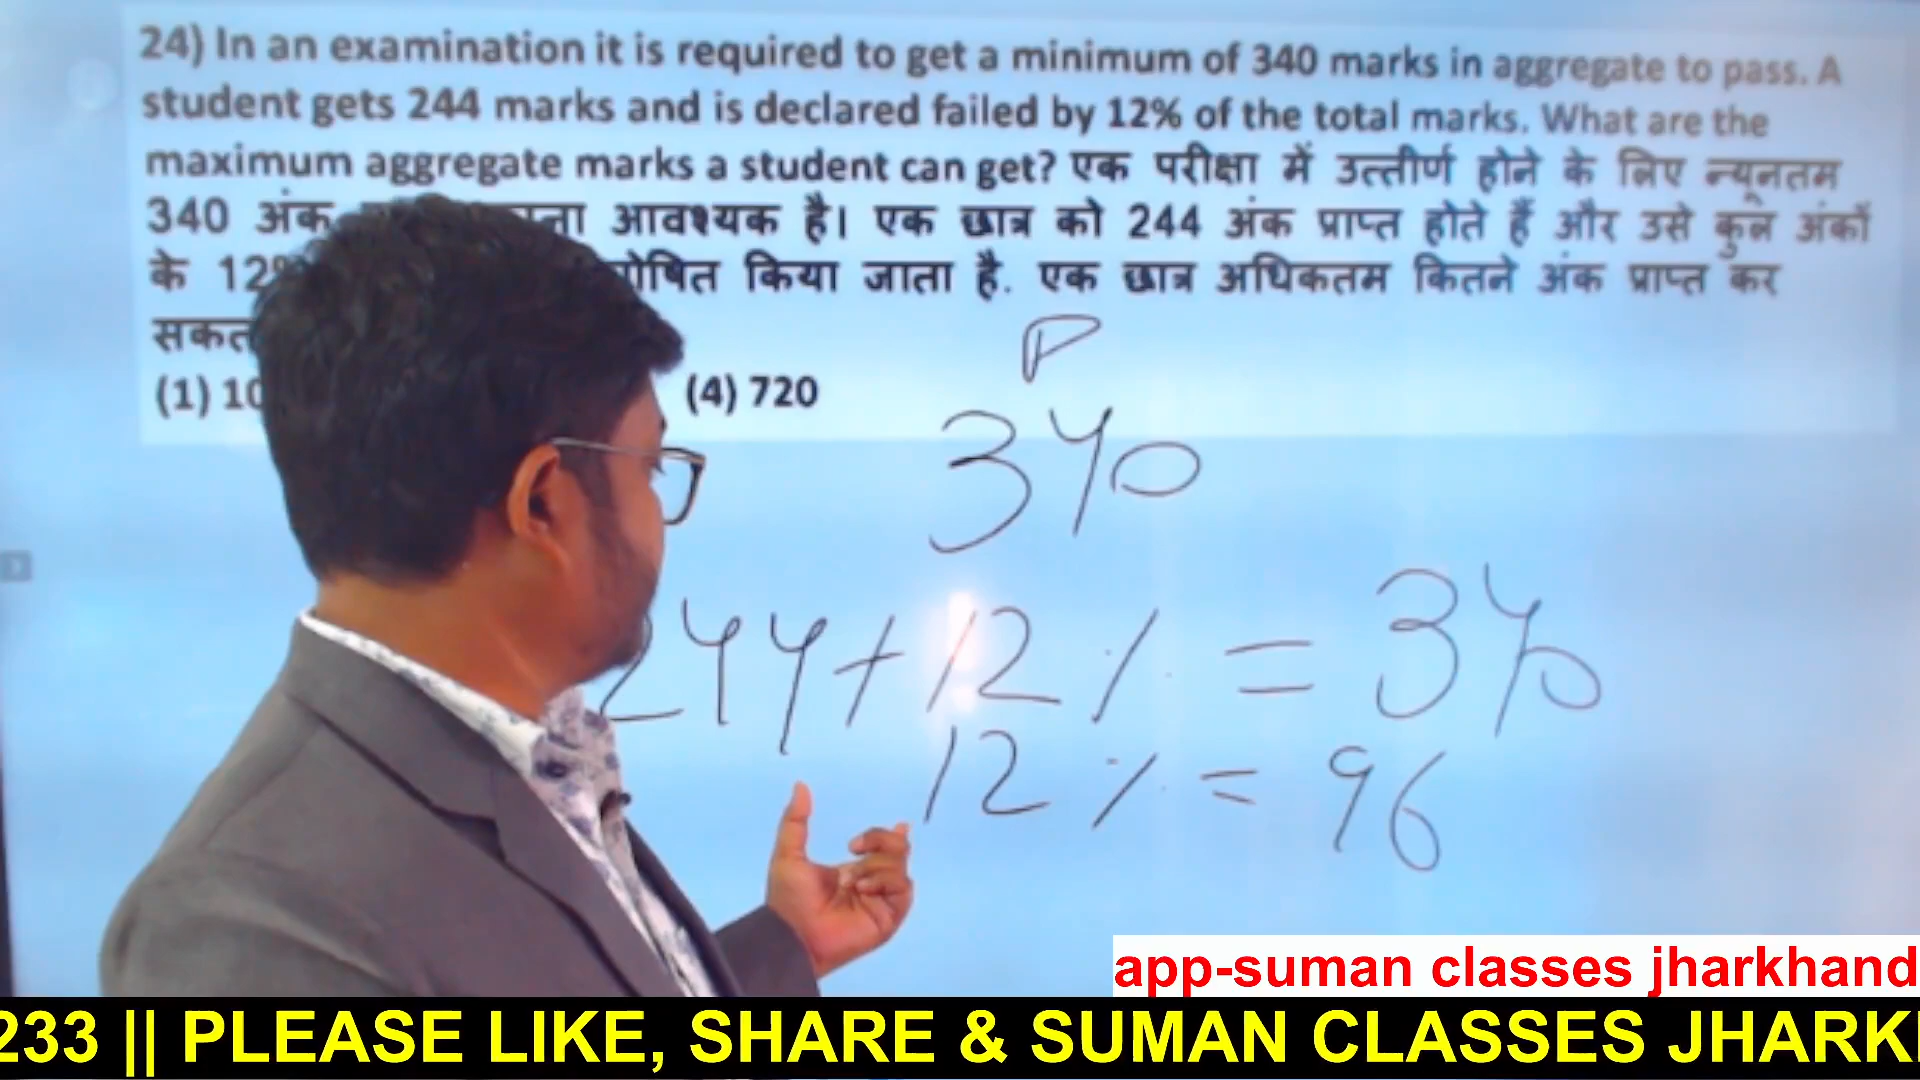 24) In an examination it is required to get a minimum of 340 marks in aggregate to pass. A
student gets 244 marks and is declared failed by 12% of the total marks. What are the
maximum aggregate marks a student can get? एक परीक्षा में उत्तीर्ण होने के लिए न्यूनतम
340 अंक आवश्यक है। एक छात्र को 244 अंक प्राप्त होते हैं और उसे कुल अंकों
के किया जाता है. एक छात्र अधिकतम कितने अंक प्राप्त कर
(1) (4) 720
P
340
244 + 12 % = 340
12 % = 96
app-suman classes jharkhand
233 || PLEASE LIKE, SHARE & SUMAN CLASSES